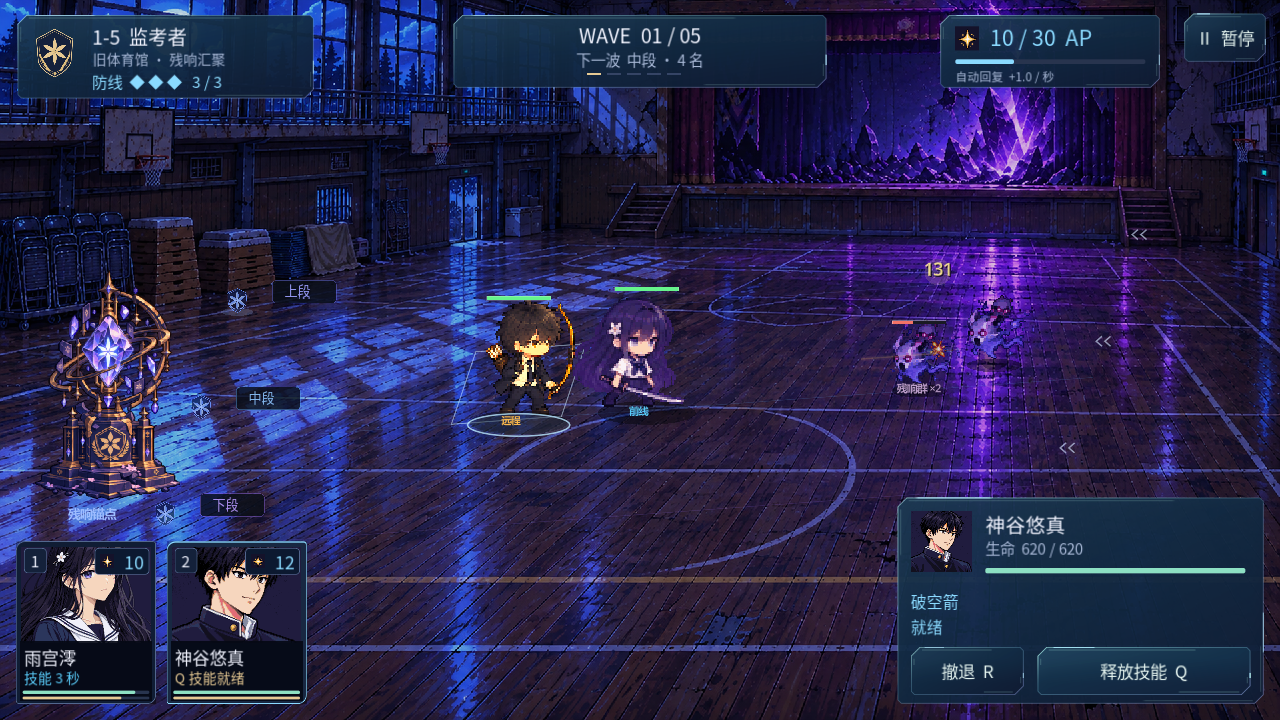 1-5 监考者
旧体育馆 · 残响汇聚
防线 3 / 3
WAVE 01 / 05
下一波 中段 · 4 名
10 / 30 AP
自动回复 +1.0 / 秒
暂停
131
上段
中段
下段
残响锚点
远程
前线
残响群 ×2
1
10
雨宫澪
技能 3 秒
2
12
神谷悠真
Q 技能就绪
神谷悠真
生命 620 / 620
破空箭
就绪
撤退 R
释放技能 Q